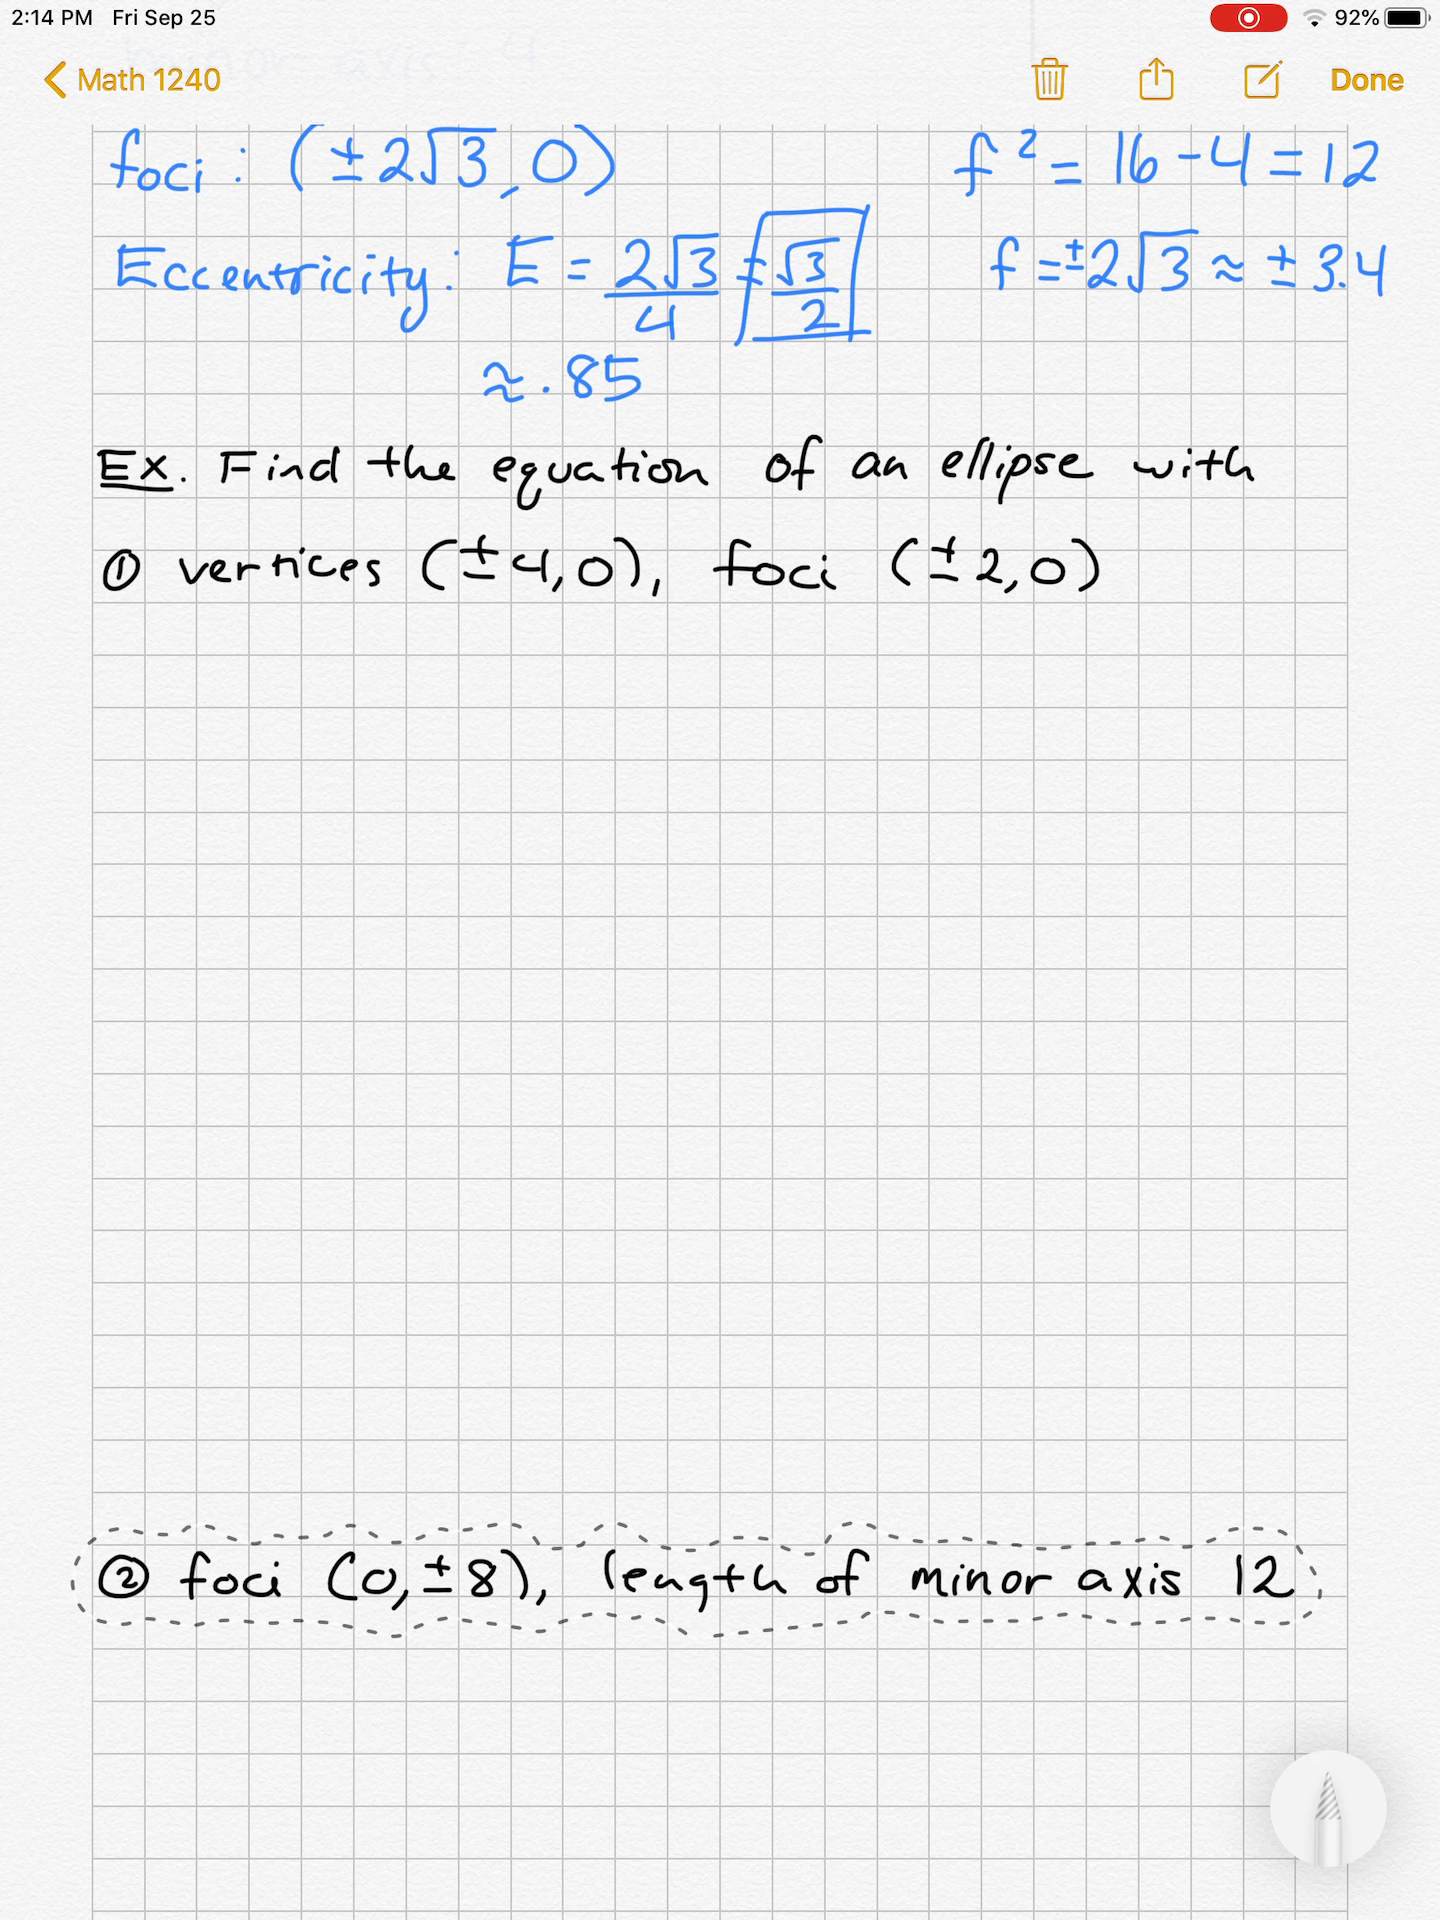 2:14 PM Fri Sep 25 92%
Math 1240 Done
foci: (±2√3, 0) f² = 16-4 = 12
Eccentricity: E = 2√3/4 = √3/2 f = ±2√3 ≈ ±3.4
≈ .85
Ex. Find the equation of an ellipse with
① vertices (±4,0), foci (±2,0)
② foci (0,±8), length of minor axis 12